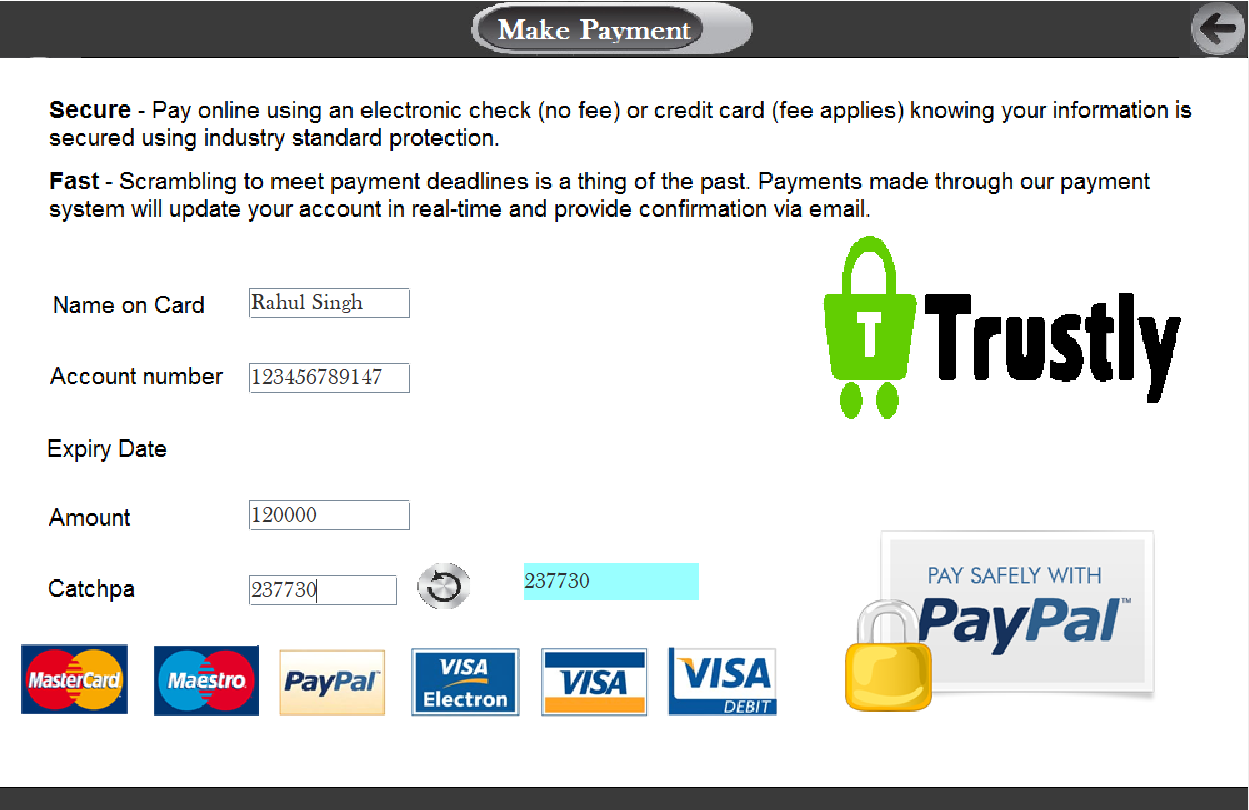 Make Payment
Secure - Pay online using an electronic check (no fee) or credit card (fee applies) knowing your information is
secured using industry standard protection.
Fast - Scrambling to meet payment deadlines is a thing of the past. Payments made through our payment
system will update your account in real-time and provide confirmation via email.
Name on Card Rahul Singh
T Trustly
Account number 123456789147
Expiry Date
Amount 120000
Catchpa 237730 237730
PAY SAFELY WITH
PayPal™
MasterCard Maestro PayPal VISA Electron VISA VISA DEBIT